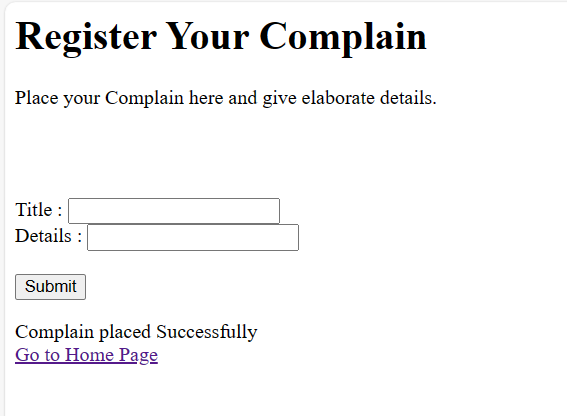 Register Your Complain
Place your Complain here and give elaborate details.
Title :
Details :
Submit
Complain placed Successfully
Go to Home Page